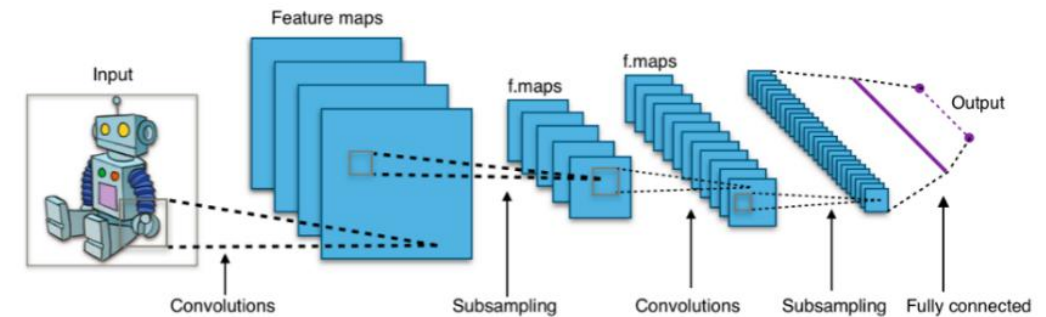 Feature maps
Input
f.maps
f.maps
Output
Convolutions
Subsampling
Convolutions
Subsampling
Fully connected